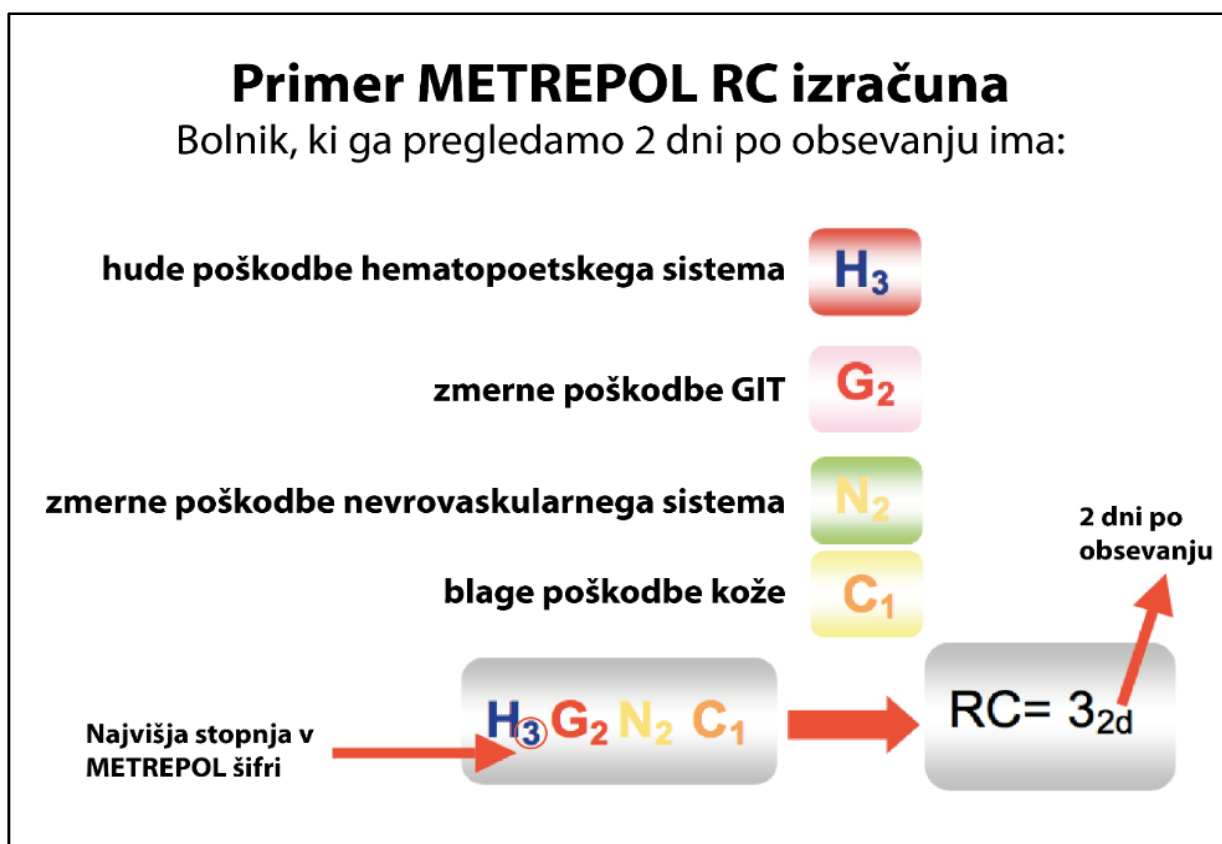 Primer METREPOL RC izračuna
Bolnik, ki ga pregledamo 2 dni po obsevanju ima:
hude poškodbe hematopoetskega sistema H₃
zmerne poškodbe GIT G₂
zmerne poškodbe nevrovaskularnega sistema N₂
blage poškodbe kože C₁
2 dni po
obsevanju
Najvišja stopnja v
METREPOL šifri
H₃ G₂ N₂ C₁
RC= 3₂d